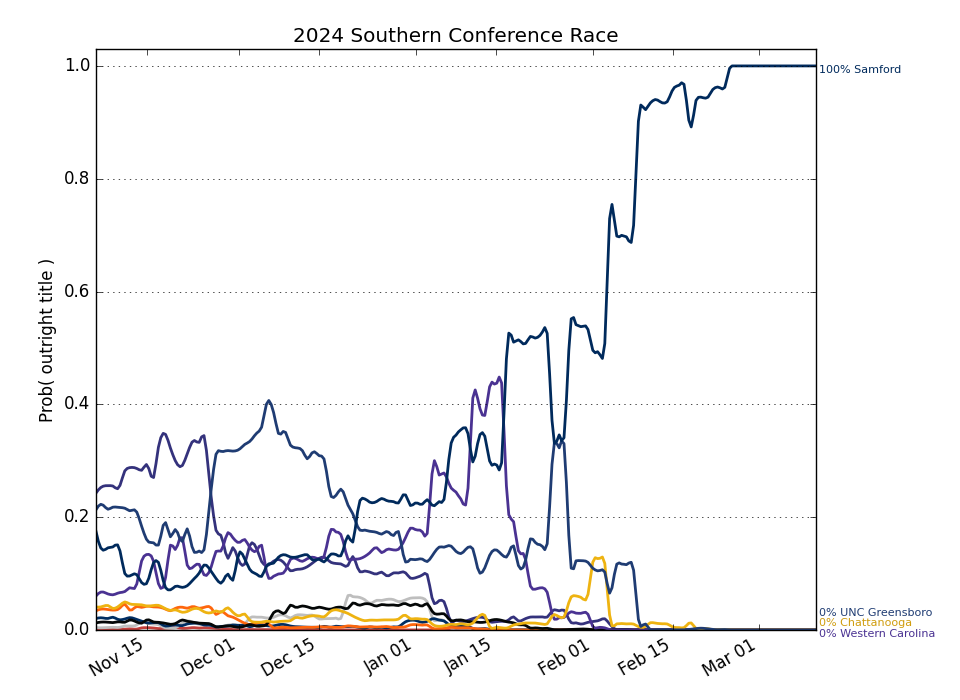 2024 Southern Conference Race
Prob( outright title )
1.0
0.8
0.6
0.4
0.2
0.0
100% Samford
0% UNC Greensboro
0% Chattanooga
0% Western Carolina
Nov 15
Dec 01
Dec 15
Jan 01
Jan 15
Feb 01
Feb 15
Mar 01